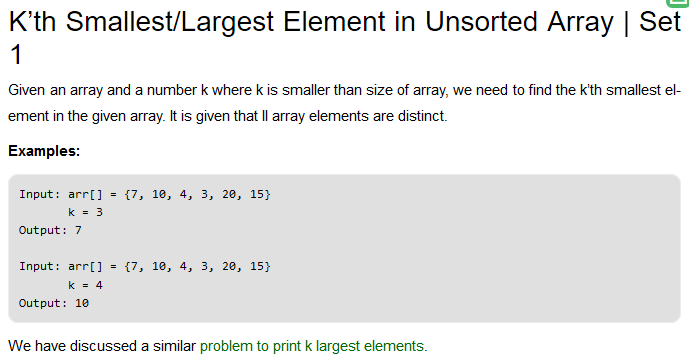 K'th Smallest/Largest Element in Unsorted Array | Set
1
Given an array and a number k where k is smaller than size of array, we need to find the k'th smallest el-
ement in the given array. It is given that ll array elements are distinct.
Examples:
Input: arr[] = {7, 10, 4, 3, 20, 15}
       k = 3
Output: 7
Input: arr[] = {7, 10, 4, 3, 20, 15}
       k = 4
Output: 10
We have discussed a similar problem to print k largest elements.